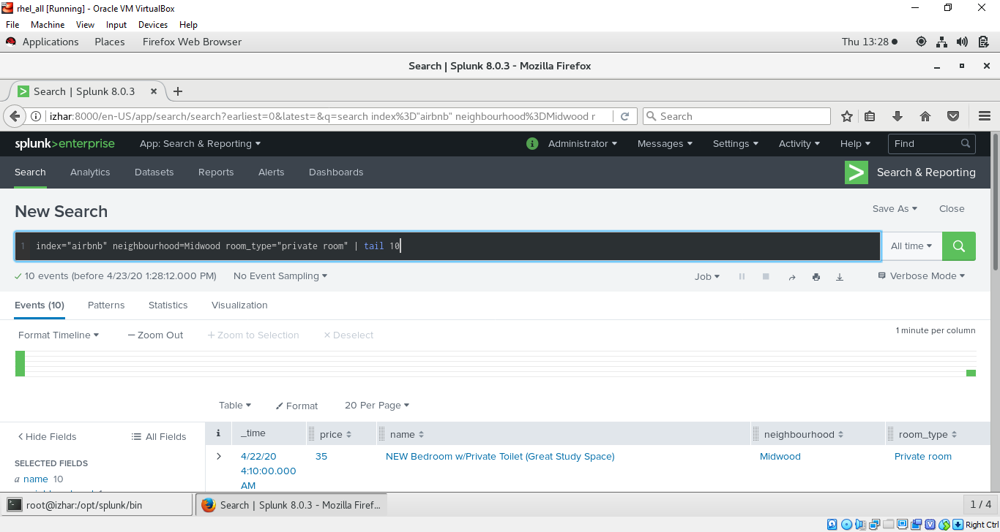 rhel_all [Running] - Oracle VM VirtualBox
File Machine View Input Devices Help
Applications Places Firefox Web Browser Thu 13:28
Search | Splunk 8.0.3 - Mozilla Firefox
Search | Splunk 8.0.3
izhar:8000/en-US/app/search/search?earliest=0&latest=&q=search index%3D"airbnb" neighbourhood%3DMidwood r Search
splunk>enterprise App: Search & Reporting Administrator Messages Settings Activity Help Find
Search Analytics Datasets Reports Alerts Dashboards Search & Reporting
New Search Save As Close
1 index="airbnb" neighbourhood=Midwood room_type="private room" | tail 10 All time
10 events (before 4/23/20 1:28:12.000 PM) No Event Sampling Job Verbose Mode
Events (10) Patterns Statistics Visualization
Format Timeline — Zoom Out + Zoom to Selection × Deselect 1 minute per column
Table Format 20 Per Page
< Hide Fields All Fields i _time price name neighbourhood room_type
SELECTED FIELDS
a name 10
> 4/22/20 35 NEW Bedroom w/Private Toilet (Great Study Space) Midwood Private room
4:10:00.000
AM
root@izhar:/opt/splunk/bin Search | Splunk 8.0.3 - Mozilla Firef... 1 / 4
Right Ctrl